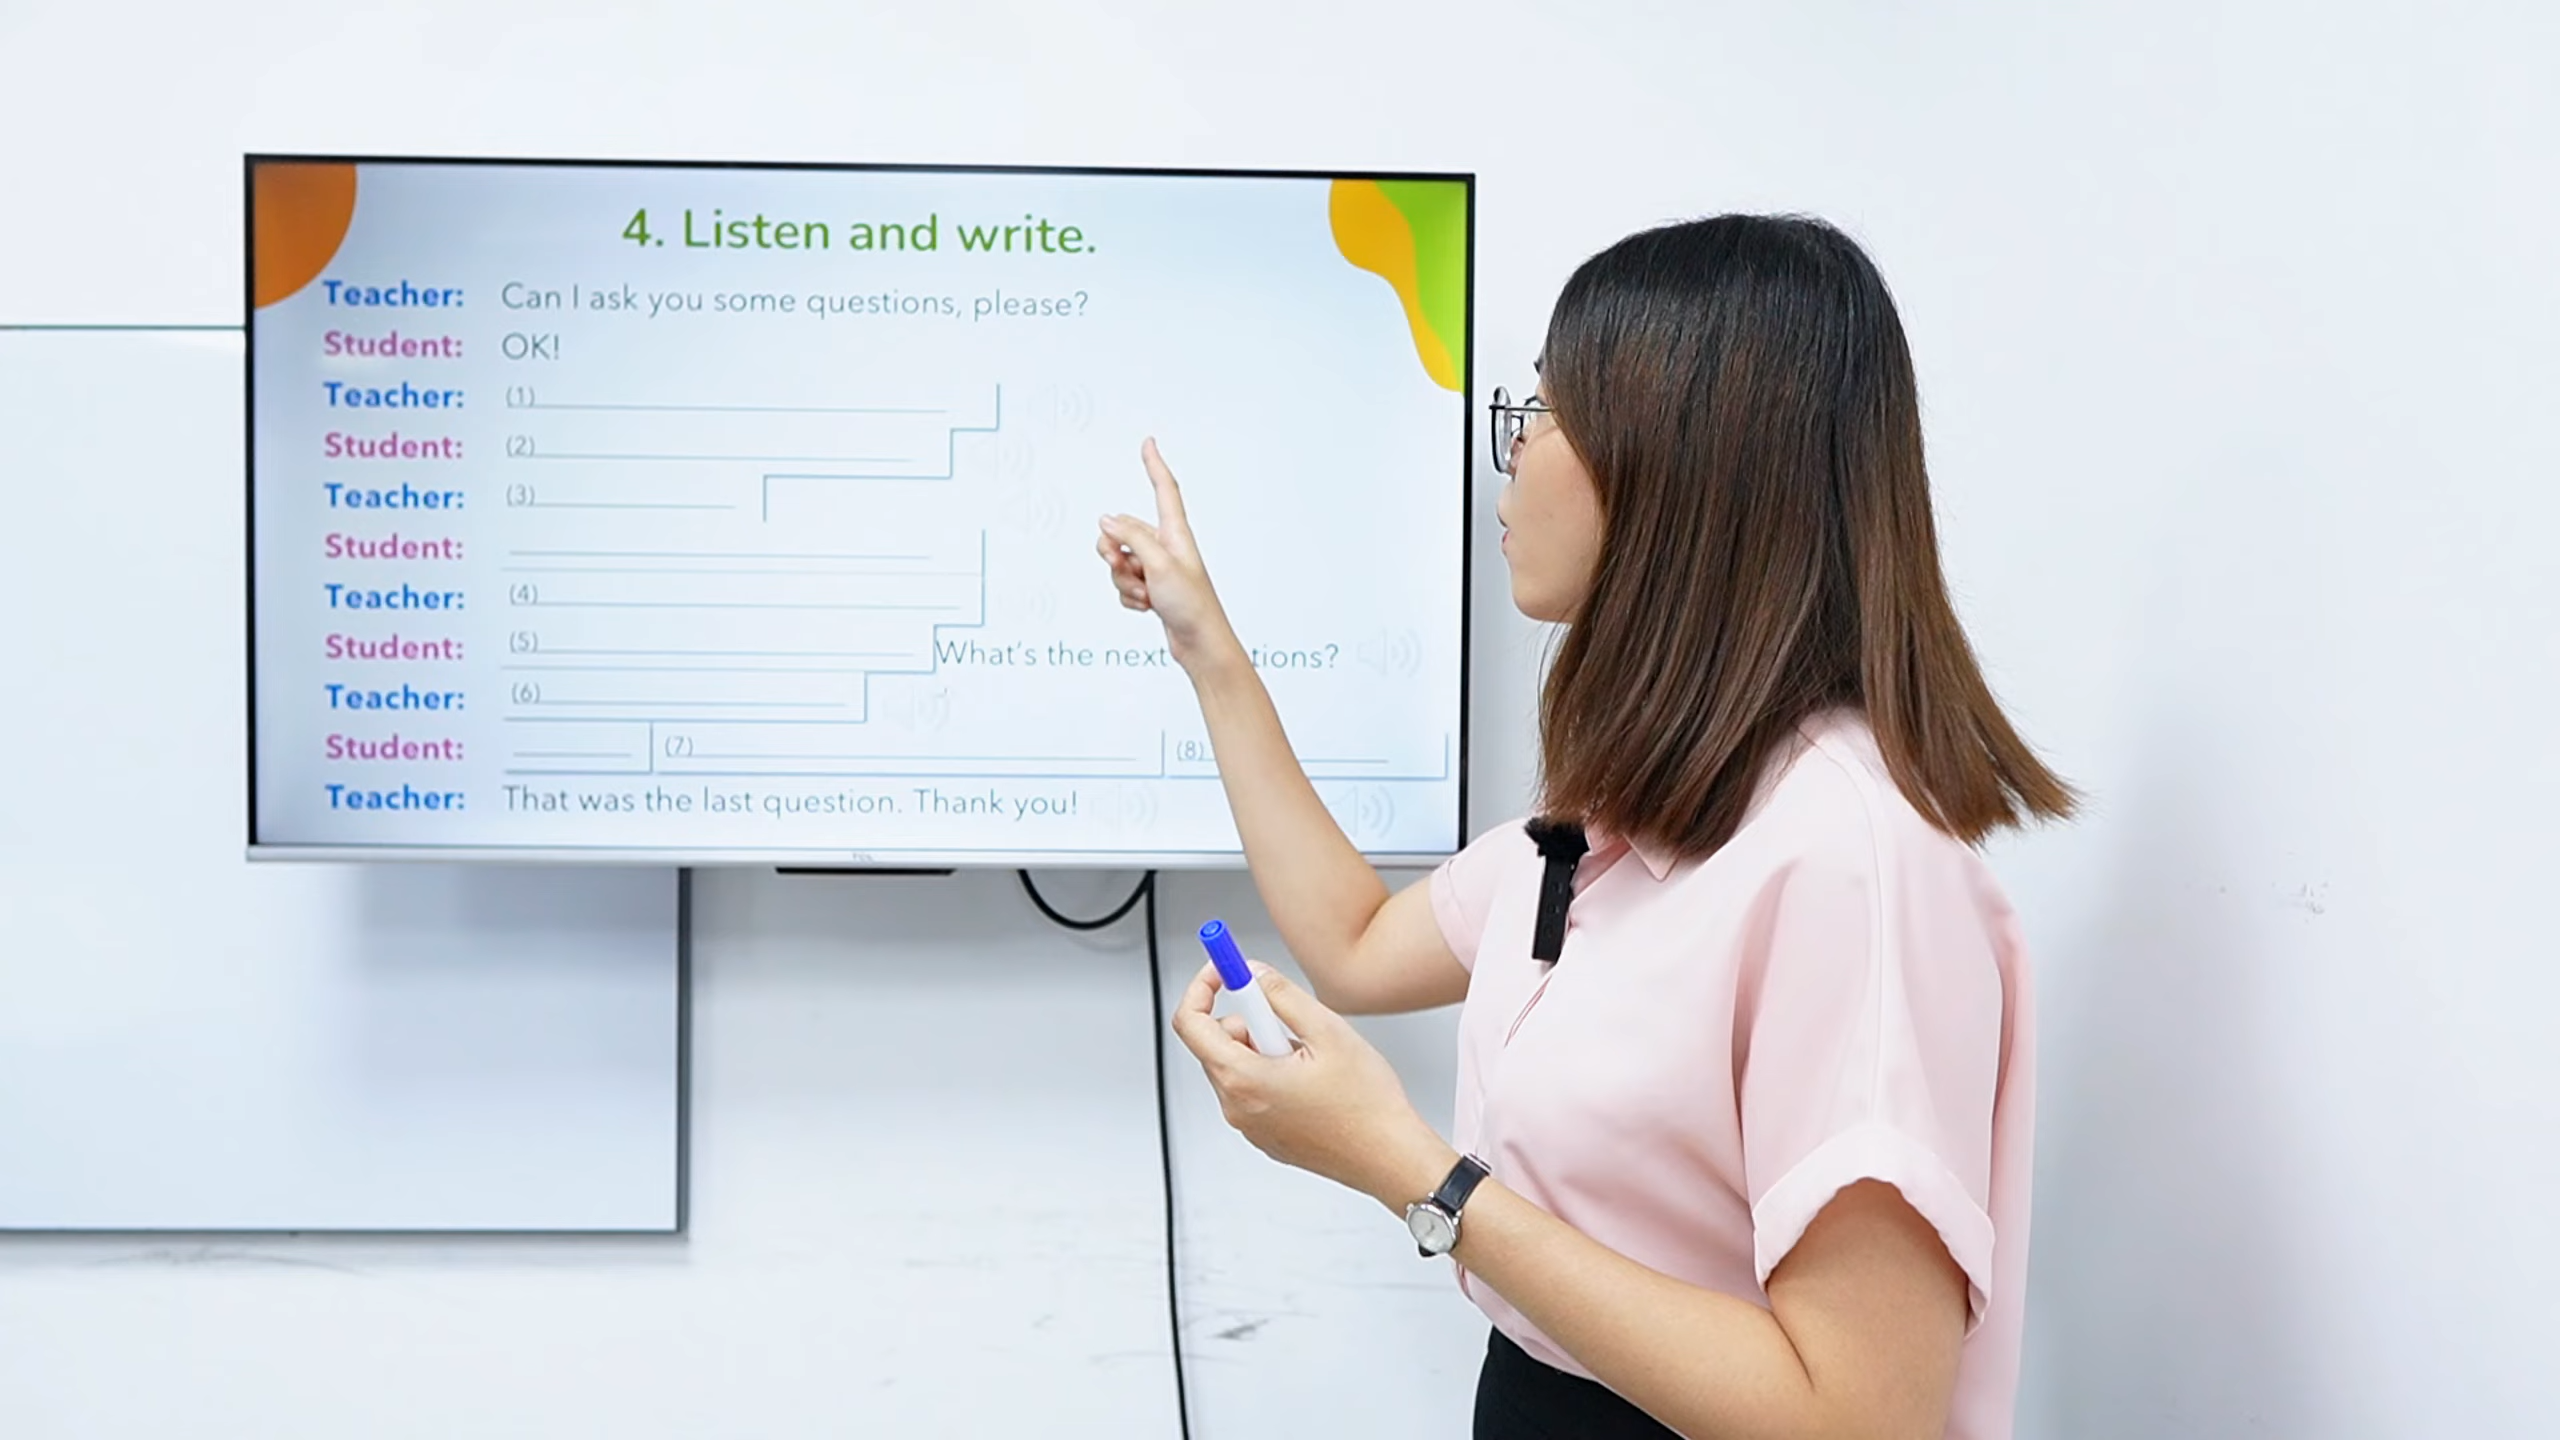 4. Listen and write.
Teacher: Can I ask you some questions, please?
Student: OK!
Teacher: (1)
Student: (2)
Teacher: (3)
Student:
Teacher: (4)
Student: (5) What's the next
Teacher: (6)
Student: (7) (8)
Teacher: That was the last question. Thank you!